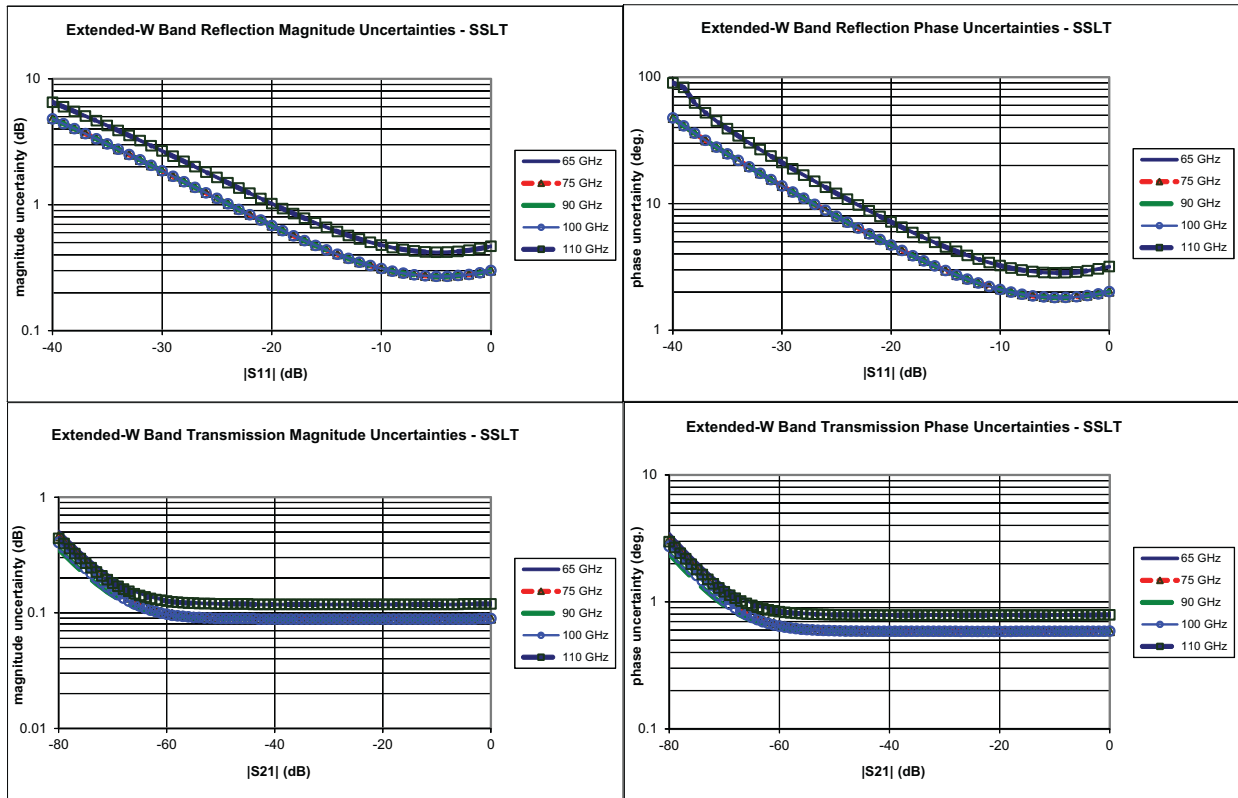 Extended-W Band Reflection Magnitude Uncertainties - SSLT
magnitude uncertainty (dB)
10
1
0.1
-40
-30
-20
-10
0
|S11| (dB)
65 GHz
75 GHz
90 GHz
100 GHz
110 GHz
Extended-W Band Reflection Phase Uncertainties - SSLT
phase uncertainty (deg.)
100
10
1
-40
-30
-20
-10
0
|S11| (dB)
65 GHz
75 GHz
90 GHz
100 GHz
110 GHz
Extended-W Band Transmission Magnitude Uncertainties - SSLT
magnitude uncertainty (dB)
1
0.1
0.01
-80
-60
-40
-20
0
|S21| (dB)
65 GHz
75 GHz
90 GHz
100 GHz
110 GHz
Extended-W Band Transmission Phase Uncertainties - SSLT
phase uncertainty (deg.)
10
1
0.1
-80
-60
-40
-20
0
|S21| (dB)
65 GHz
75 GHz
90 GHz
100 GHz
110 GHz